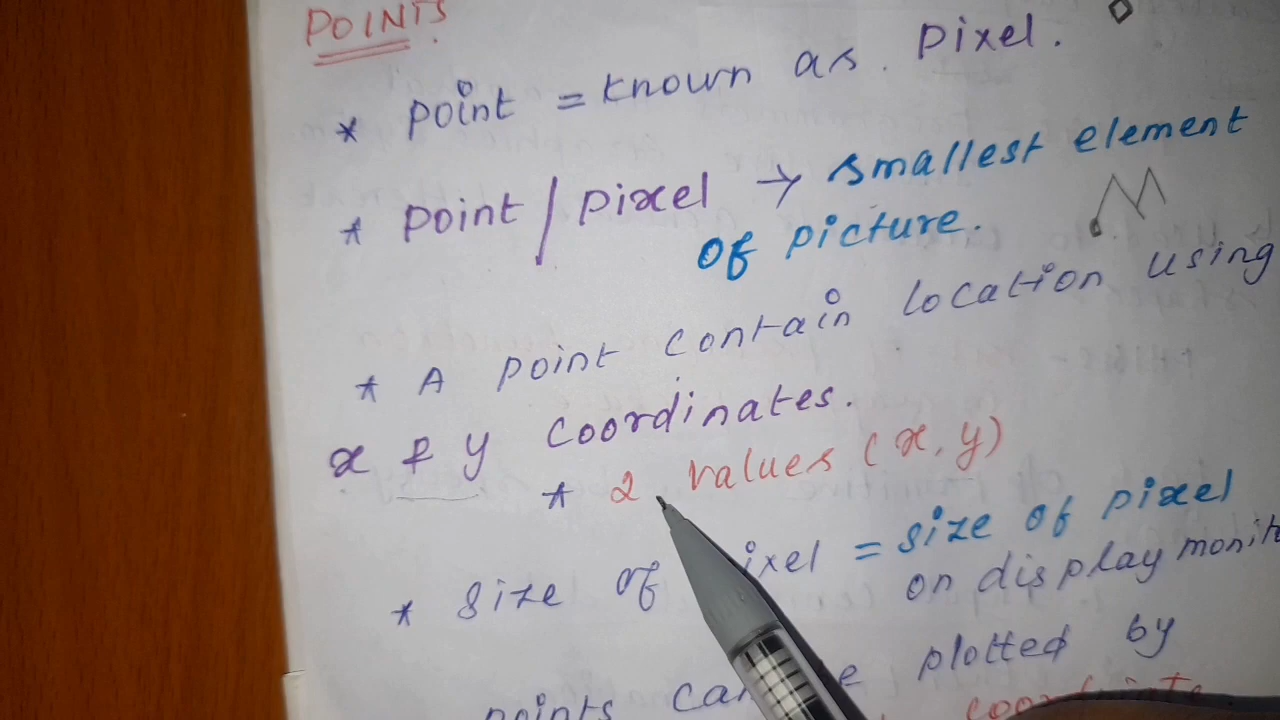 POINTS
* point = known as. pixel.
* point/pixel → smallest element
of picture.
* A point contain location using
x & y coordinates.
* 2 values (x, y)
* size of ixel = size of pixel
on display monit
points ca e plotted by